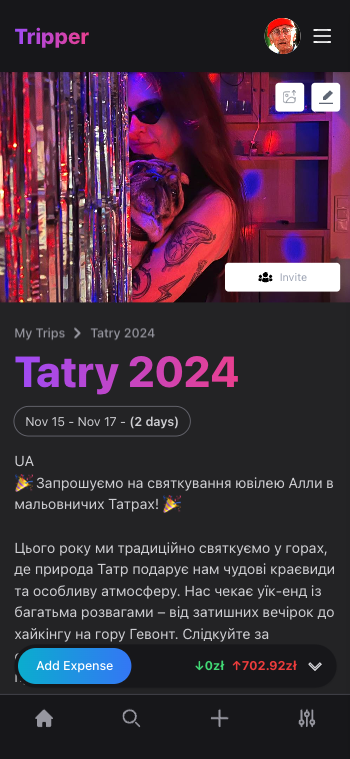 Tripper
Invite
My Trips > Tatry 2024
Tatry 2024
Nov 15 - Nov 17 - (2 days)
UA
🎉 Запрошуємо на святкування ювілею Алли в
мальовничих Татрах! 🎉
Цього року ми традиційно святкуємо у горах,
де природа Татр подарує нам чудові краєвиди
та особливу атмосферу. Нас чекає уїк-енд із
багатьма розвагами – від затишних вечірок до
хайкінгу на гору Гевонт. Слідкуйте за
Add Expense ↓0zł ↑702.92zł